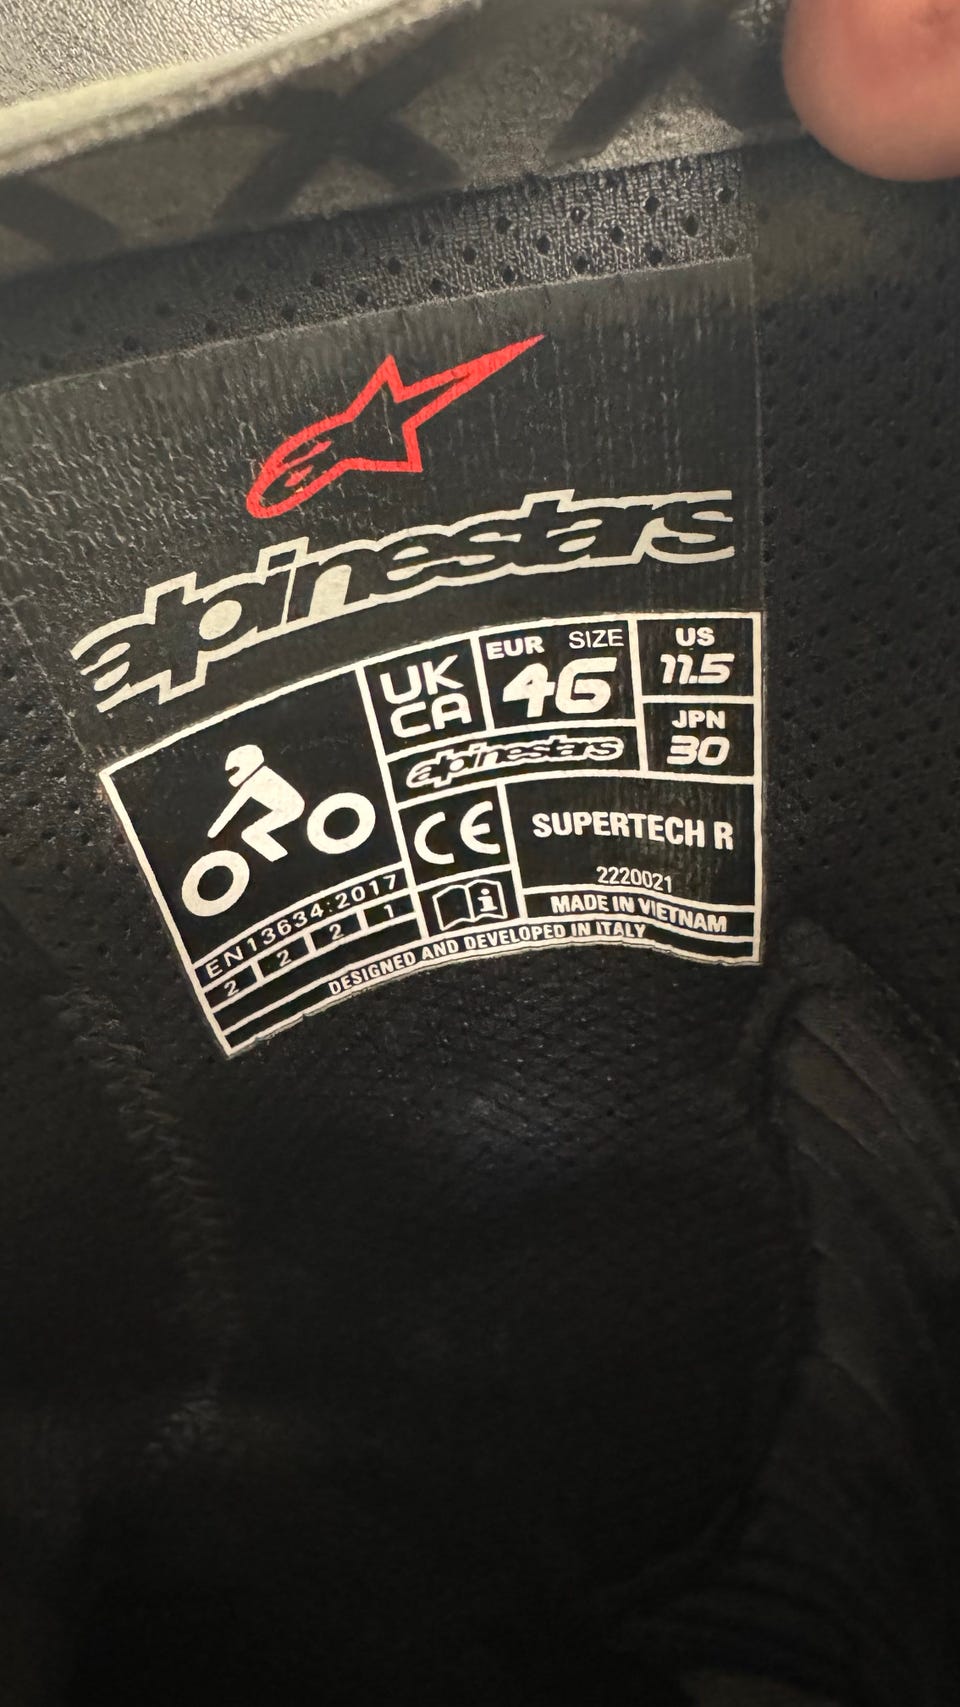 alpinestars
UK
CA
EUR SIZE
46
US
11.5
JPN
30
alpinestars
CE
SUPERTECH R
2220021
EN13634:2017
2 2 2 1
i
MADE IN VIETNAM
DESIGNED AND DEVELOPED IN ITALY